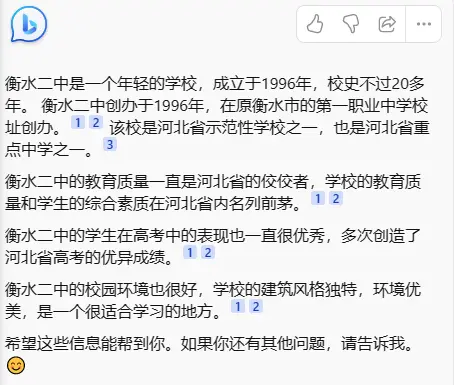 衡水二中是一个年轻的学校，成立于1996年，校史不过20多
年。 衡水二中创办于1996年，在原衡水市的第一职业中学校
址创办。 1 2 该校是河北省示范性学校之一，也是河北省重
点中学之一。 3
衡水二中的教育质量一直是河北省的佼佼者，学校的教育质
量和学生的综合素质在河北省内名列前茅。 1 2
衡水二中的学生在高考中的表现也一直很优秀，多次创造了
河北省高考的优异成绩。 1 2
衡水二中的校园环境也很好，学校的建筑风格独特，环境优
美，是一个很适合学习的地方。 1 2
希望这些信息能帮到你。如果你还有其他问题，请告诉我。